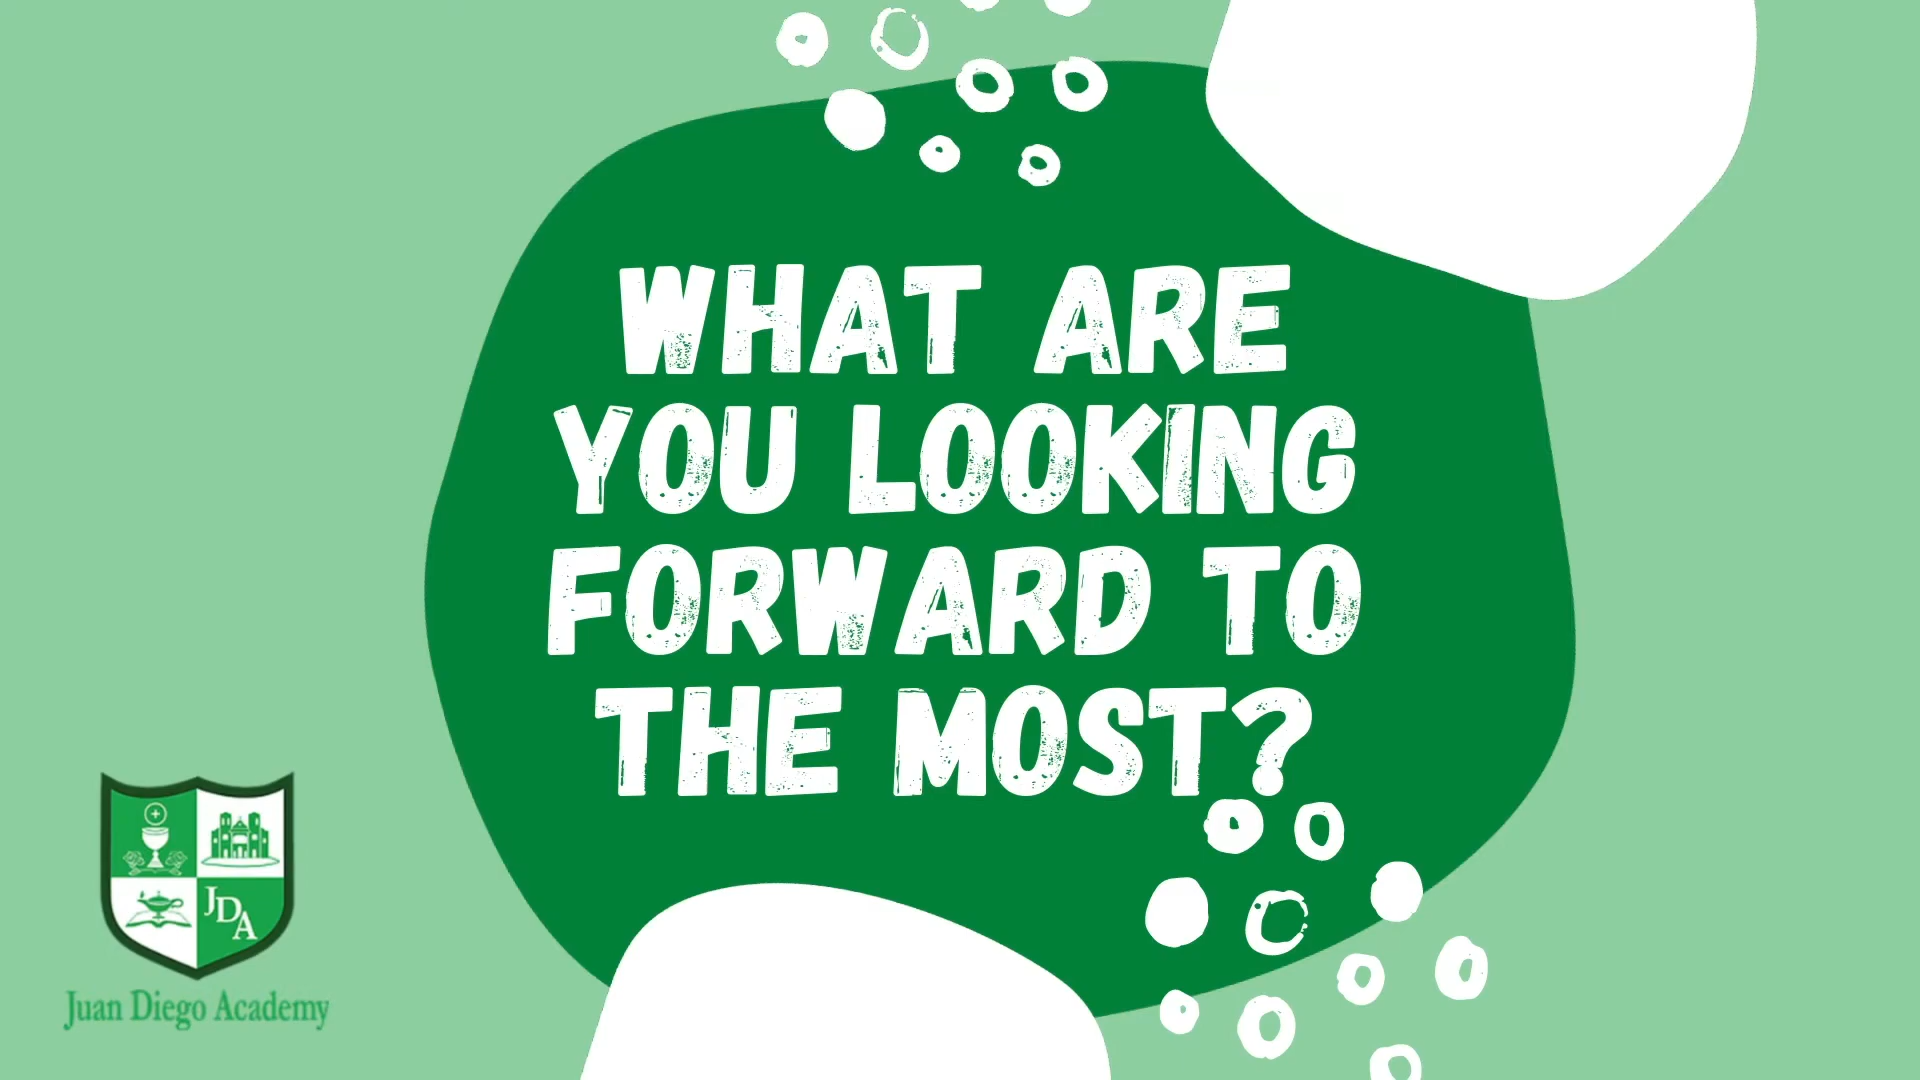 WHAT ARE
YOU LOOKING
FORWARD TO
THE MOST?
JDA
Juan Diego Academy